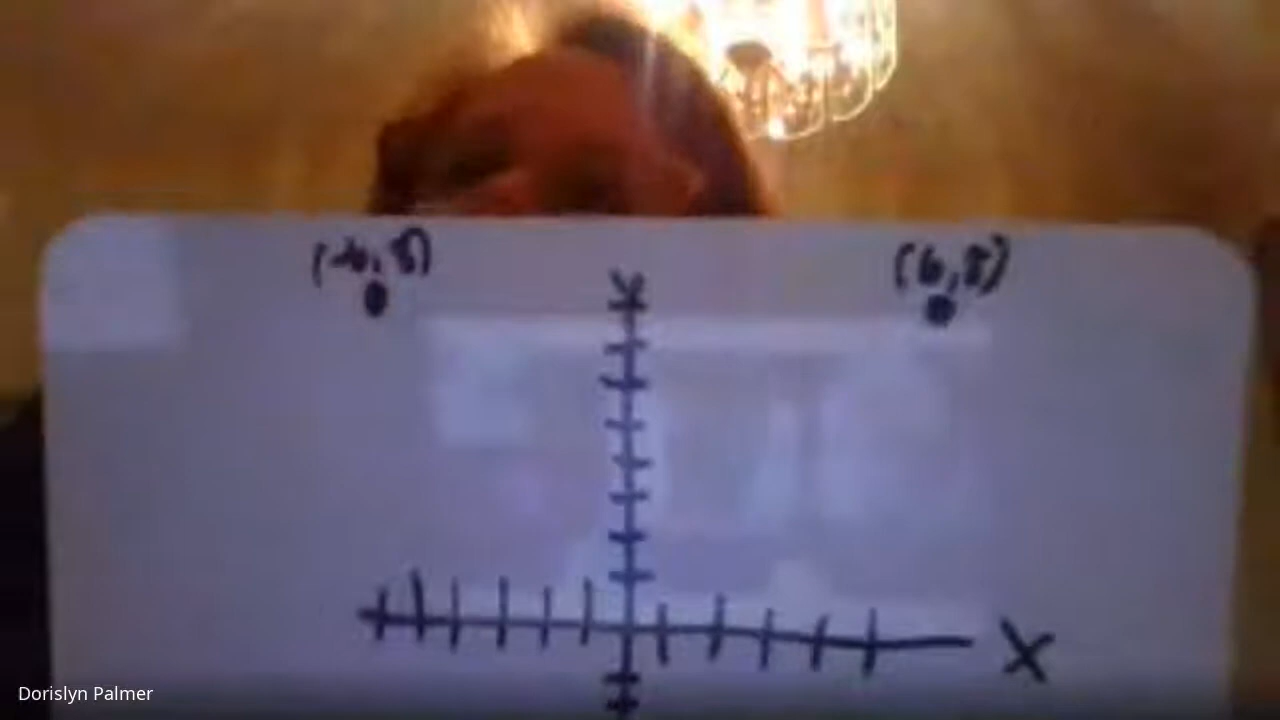 (-6, 8)
(6, 8)
Y
X
Dorislyn Palmer